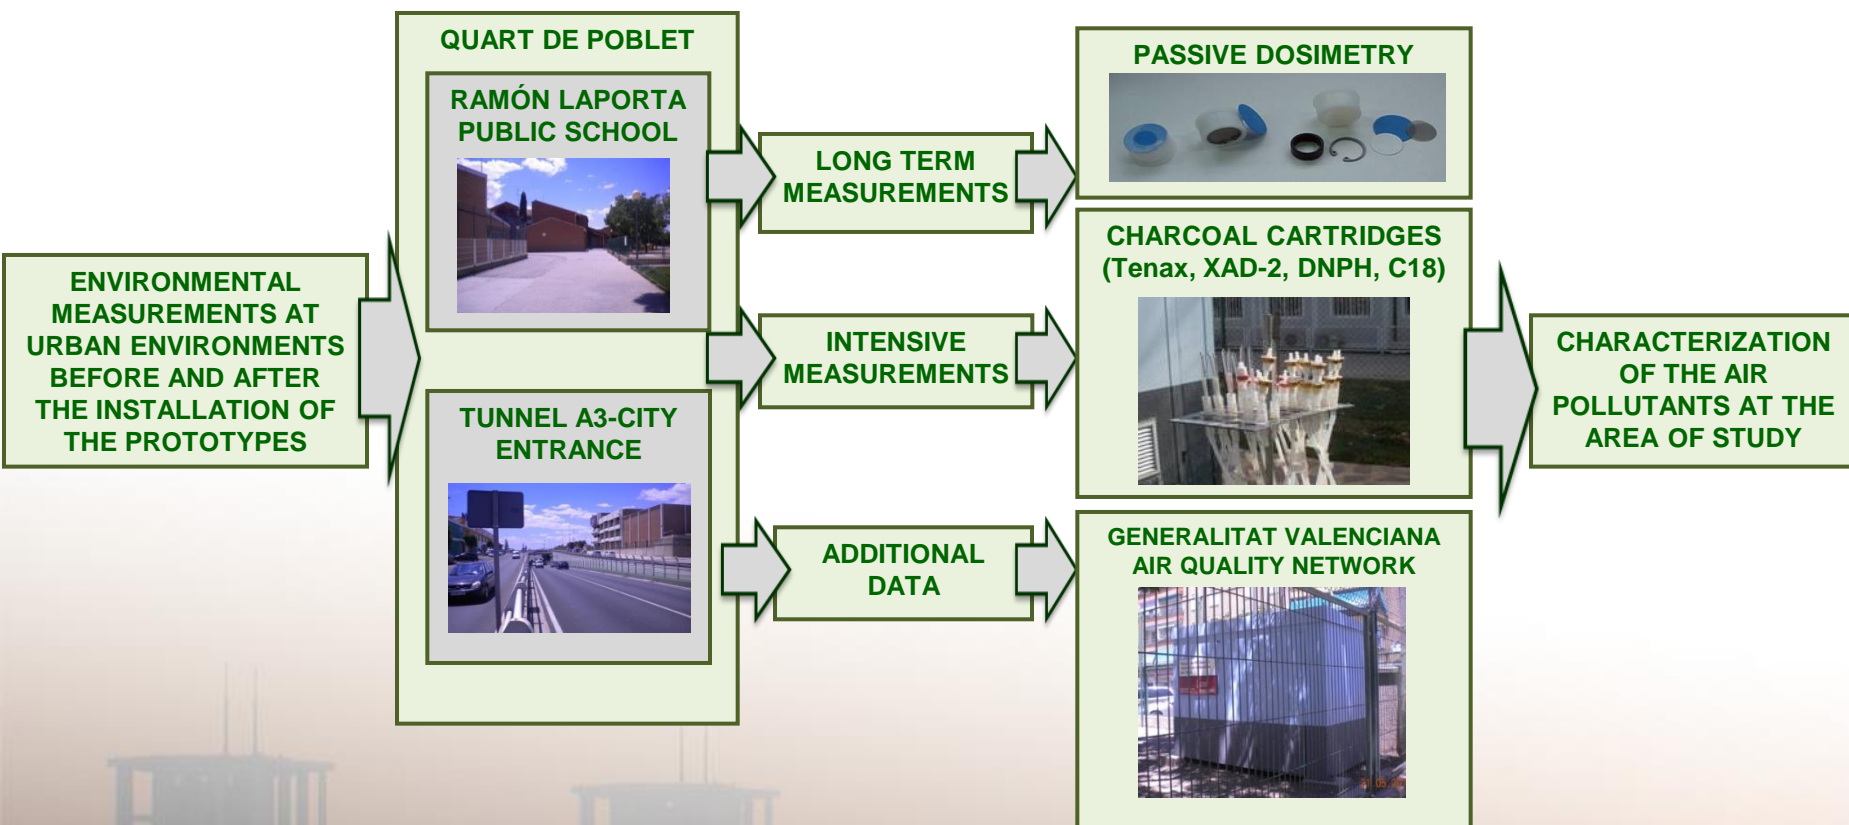 ENVIRONMENTAL
MEASUREMENTS AT
URBAN ENVIRONMENTS
BEFORE AND AFTER
THE INSTALLATION OF
THE PROTOTYPES
QUART DE POBLET
RAMÓN LAPORTA
PUBLIC SCHOOL
TUNNEL A3-CITY
ENTRANCE
LONG TERM
MEASUREMENTS
INTENSIVE
MEASUREMENTS
ADDITIONAL
DATA
PASSIVE DOSIMETRY
CHARCOAL CARTRIDGES
(Tenax, XAD-2, DNPH, C18)
GENERALITAT VALENCIANA
AIR QUALITY NETWORK
CHARACTERIZATION
OF THE AIR
POLLUTANTS AT THE
AREA OF STUDY